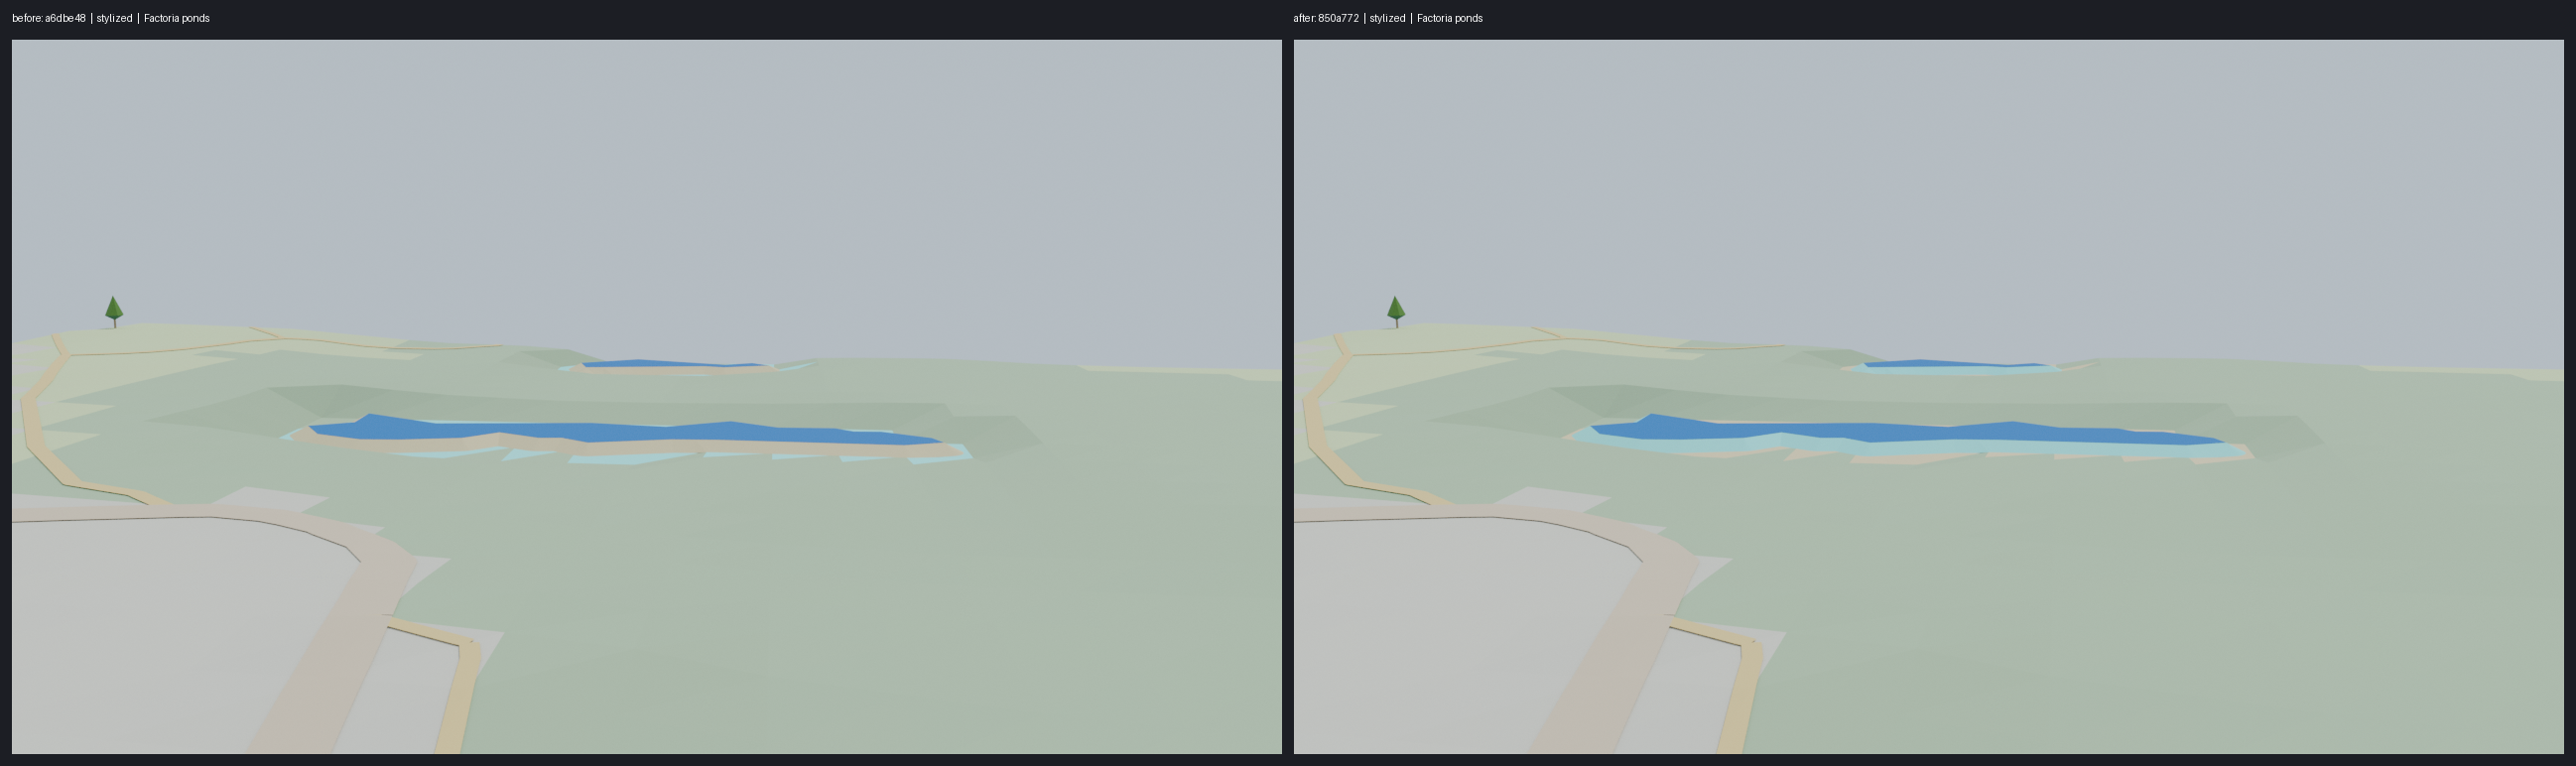 before: a6dbe48 | stylized | Factoria ponds
after: 850a772 | stylized | Factoria ponds